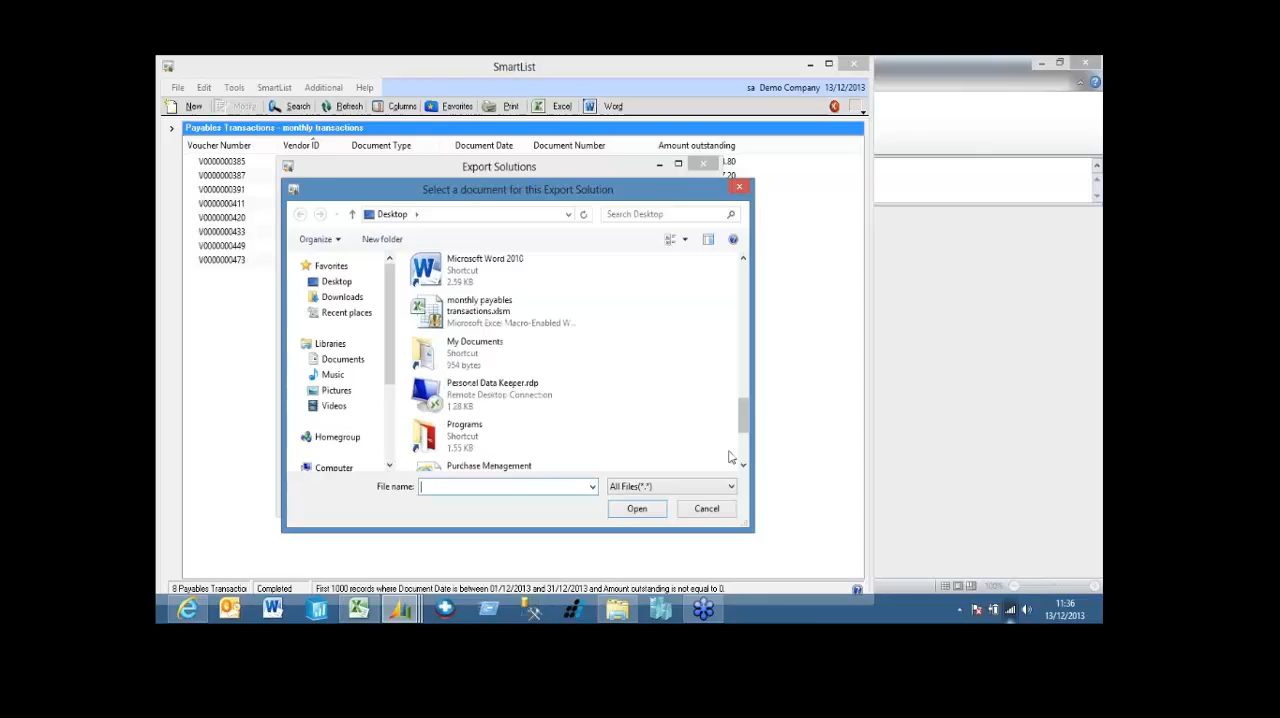 SmartList
File Edit Tools SmartList Additional Help
sa Demo Company 13/12/2013
New Modify Search Refresh Columns Favorites Print Excel Word
Payables Transactions - monthly transactions
Voucher Number Vendor ID Document Type Document Date Document Number Amount outstanding
V0000000385
V0000000387
V0000000391
V0000000411
V0000000420
V0000000433
V0000000449
V0000000473
Export Solutions
Select a document for this Export Solution
Desktop
Search Desktop
Organize New folder
Favorites
Desktop
Downloads
Recent places
Libraries
Documents
Music
Pictures
Videos
Homegroup
Computer
Microsoft Word 2010
Shortcut
2.59 KB
monthly payables
transactions.xlsm
Microsoft Excel Macro-Enabled W...
My Documents
Shortcut
954 bytes
Personal Data Keeper.rdp
Remote Desktop Connection
1.28 KB
Programs
Shortcut
1.55 KB
Purchase Management
File name: All Files(*.*)
Open Cancel
8 Payables Transactio Completed First 1000 records where Document Date is between 01/12/2013 and 31/12/2013 and Amount outstanding is not equal to 0.
100%
11:36
13/12/2013